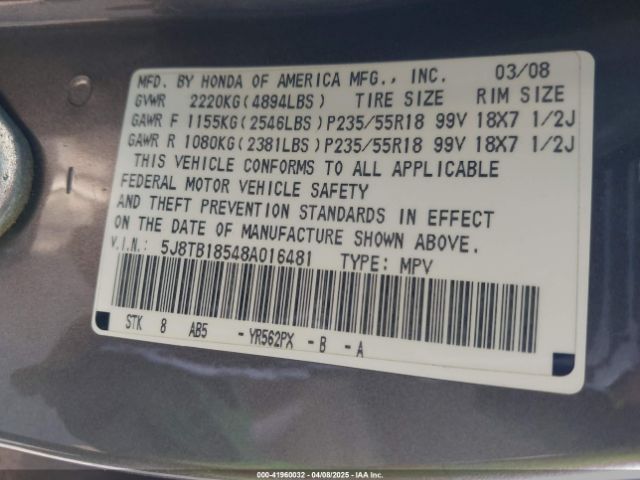 MFD. BY HONDA OF AMERICA MFG., INC. 03/08
GVWR 2220KG(4894LBS) TIRE SIZE RIM SIZE
GAWR F 1155KG(2546LBS)P235/55R18 99V 18X7 1/2J
GAWR R 1080KG(2381LBS)P235/55R18 99V 18X7 1/2J
THIS VEHICLE CONFORMS TO ALL APPLICABLE
FEDERAL MOTOR VEHICLE SAFETY
AND THEFT PREVENTION STANDARDS IN EFFECT
ON THE DATE OF MANUFACTURE SHOWN ABOVE.
V.I.N.: 5J8TB18548A016481 TYPE: MPV
STK 8 AB5 - YR562PX - B - A
000-41960032 - 04/08/2025 - IAA Inc.